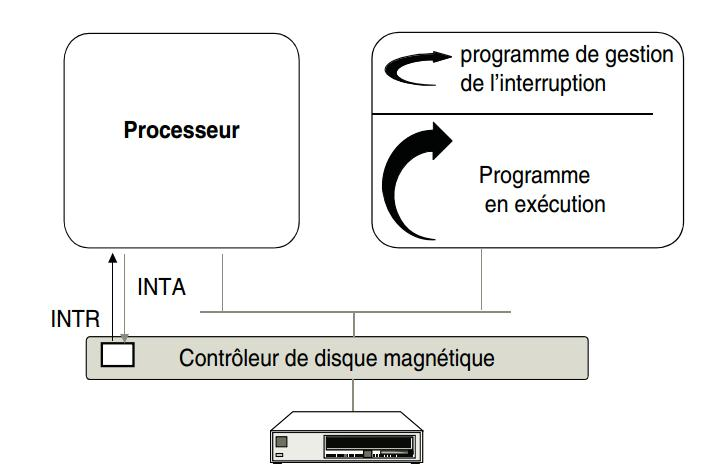 programme de gestion
de l'interruption
Processeur
Programme
en exécution
INTA
INTR
Contrôleur de disque magnétique